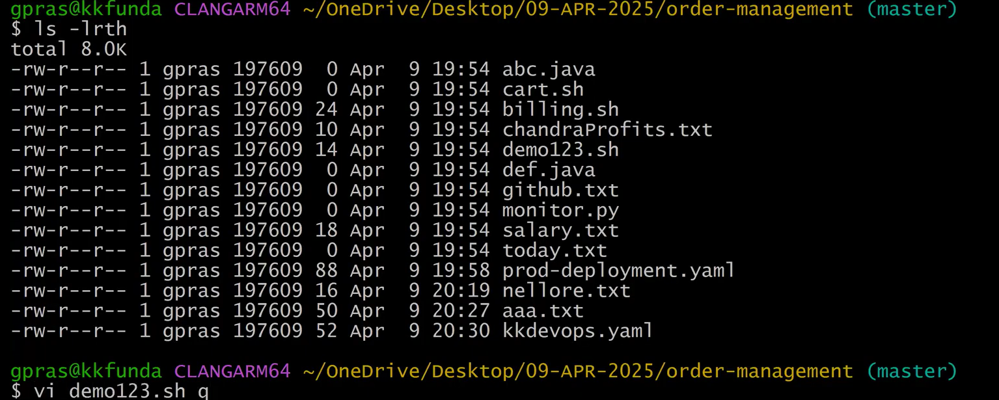 gpras@kkfunda CLANGARM64 ~/OneDrive/Desktop/09-APR-2025/order-management (master)
$ ls -lrth
total 8.0K
-rw-r--r-- 1 gpras 197609  0 Apr  9 19:54 abc.java
-rw-r--r-- 1 gpras 197609  0 Apr  9 19:54 cart.sh
-rw-r--r-- 1 gpras 197609 24 Apr  9 19:54 billing.sh
-rw-r--r-- 1 gpras 197609 10 Apr  9 19:54 chandraProfits.txt
-rw-r--r-- 1 gpras 197609 14 Apr  9 19:54 demo123.sh
-rw-r--r-- 1 gpras 197609  0 Apr  9 19:54 def.java
-rw-r--r-- 1 gpras 197609  0 Apr  9 19:54 github.txt
-rw-r--r-- 1 gpras 197609  0 Apr  9 19:54 monitor.py
-rw-r--r-- 1 gpras 197609 18 Apr  9 19:54 salary.txt
-rw-r--r-- 1 gpras 197609  0 Apr  9 19:54 today.txt
-rw-r--r-- 1 gpras 197609 88 Apr  9 19:58 prod-deployment.yaml
-rw-r--r-- 1 gpras 197609 16 Apr  9 20:19 nellore.txt
-rw-r--r-- 1 gpras 197609 50 Apr  9 20:27 aaa.txt
-rw-r--r-- 1 gpras 197609 52 Apr  9 20:30 kkdevops.yaml
gpras@kkfunda CLANGARM64 ~/OneDrive/Desktop/09-APR-2025/order-management (master)
$ vi demo123.sh q